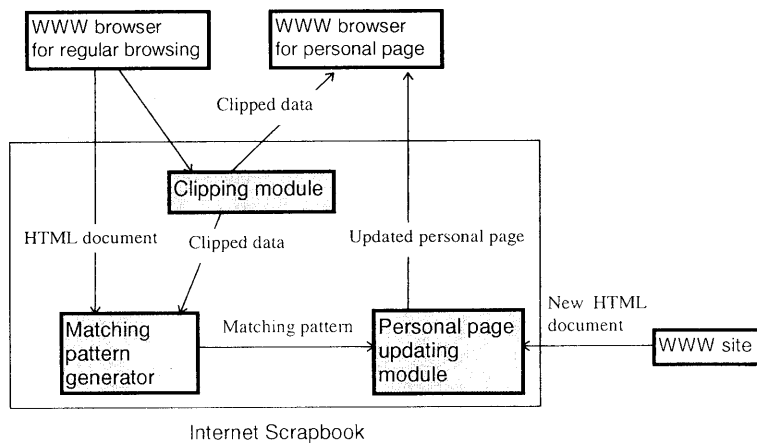 WWW browser
for regular browsing
WWW browser
for personal page
Clipped data
Clipping module
HTML document
Clipped data
Updated personal page
Matching
pattern
generator
Matching pattern
Personal page
updating
module
New HTML
document
WWW site
Internet Scrapbook